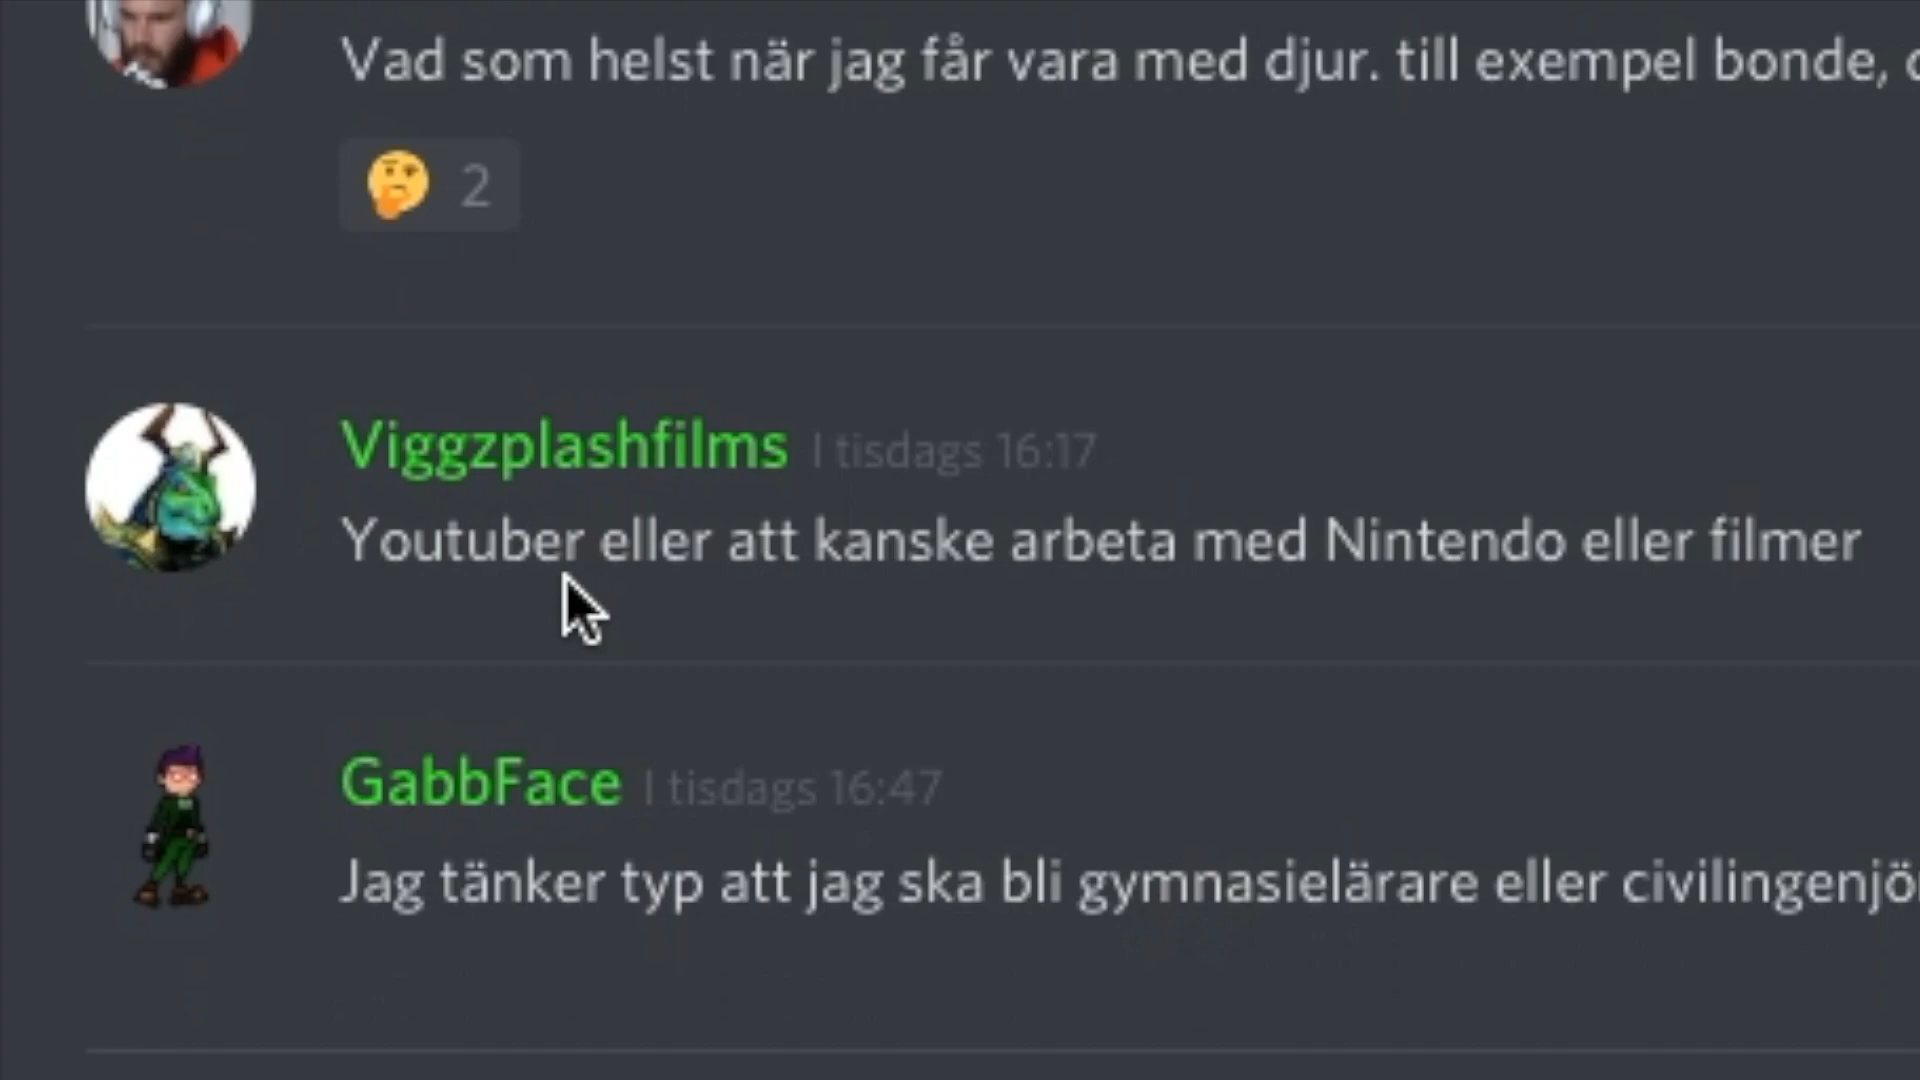 Vad som helst när jag får vara med djur. till exempel bonde,
2
Viggzplashfilms I tisdags 16:17
Youtuber eller att kanske arbeta med Nintendo eller filmer
GabbFace I tisdags 16:47
Jag tänker typ att jag ska bli gymnasielärare eller civilingenjör